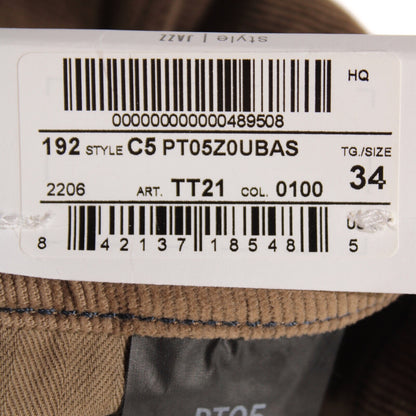 style | JAZZ
HQ
000000000000489508
192 STYLE C5 PT05Z0UBAS TG./SIZE
2206 ART. TT21 COL. 0100 34
8 42137 18548 5
PT05